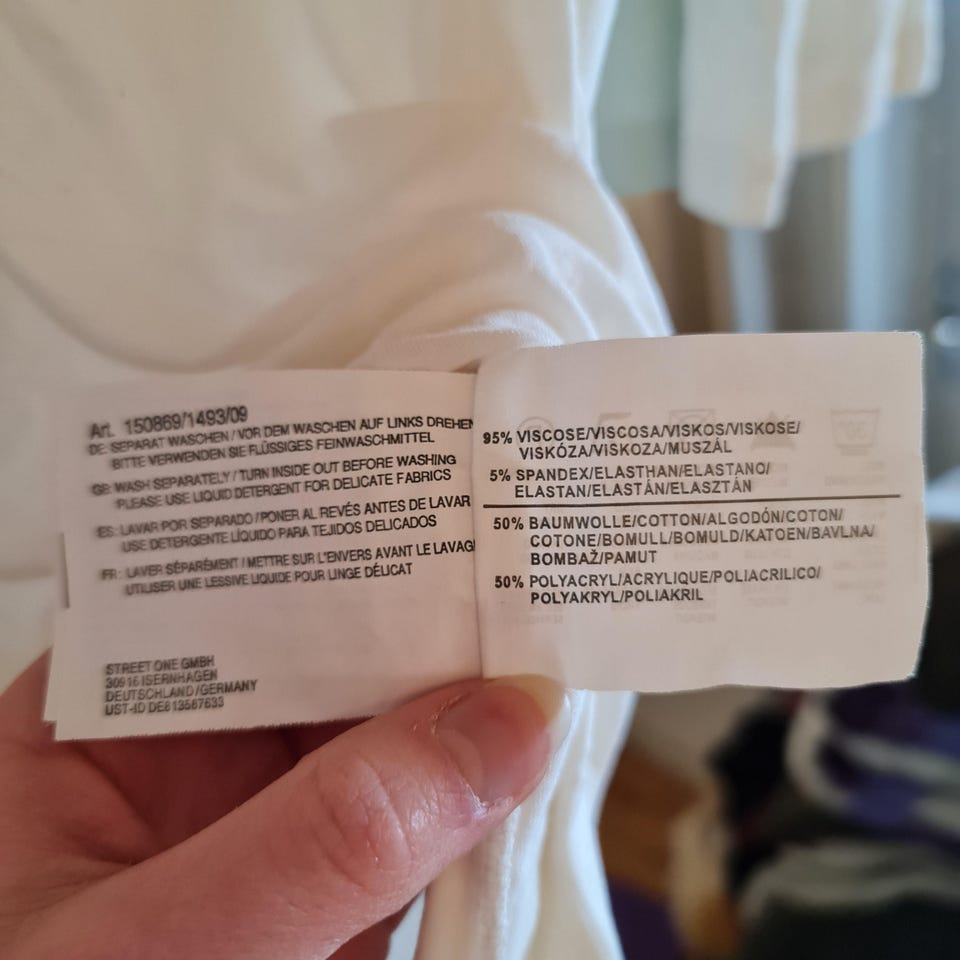 Art. 150869/1493/09
DE: SEPARAT WASCHEN / VOR DEM WASCHEN AUF LINKS DREHEN
BITTE VERWENDEN SIE FLÜSSIGES FEINWASCHMITTEL
GB: WASH SEPARATELY / TURN INSIDE OUT BEFORE WASHING
PLEASE USE LIQUID DETERGENT FOR DELICATE FABRICS
ES: LAVAR POR SEPARADO / PONER AL REVÉS ANTES DE LAVAR
USE DETERGENTE LÍQUIDO PARA TEJIDOS DELICADOS
FR: LAVER SÉPARÉMENT / METTRE SUR L'ENVERS AVANT LE LAVAG
UTILISER UNE LESSIVE LIQUIDE POUR LINGE DÉLICAT
STREET ONE GMBH
30916 ISERNHAGEN
DEUTSCHLAND/GERMANY
UST-ID DE813567633
95% VISCOSE/VISCOSA/VISKOS/VISKOSE/
VISKÓZA/VISKOZA/MUSZÁL
5% SPANDEX/ELASTHAN/ELASTANO/
ELASTAN/ELASTÁN/ELASZTÁN
50% BAUMWOLLE/COTTON/ALGODÓN/COTON/
COTONE/BOMULL/BOMULD/KATOEN/BAVLNA/
BOMBAŽ/PAMUT
50% POLYACRYL/ACRYLIQUE/POLIACRILICO/
POLYAKRYL/POLIAKRIL